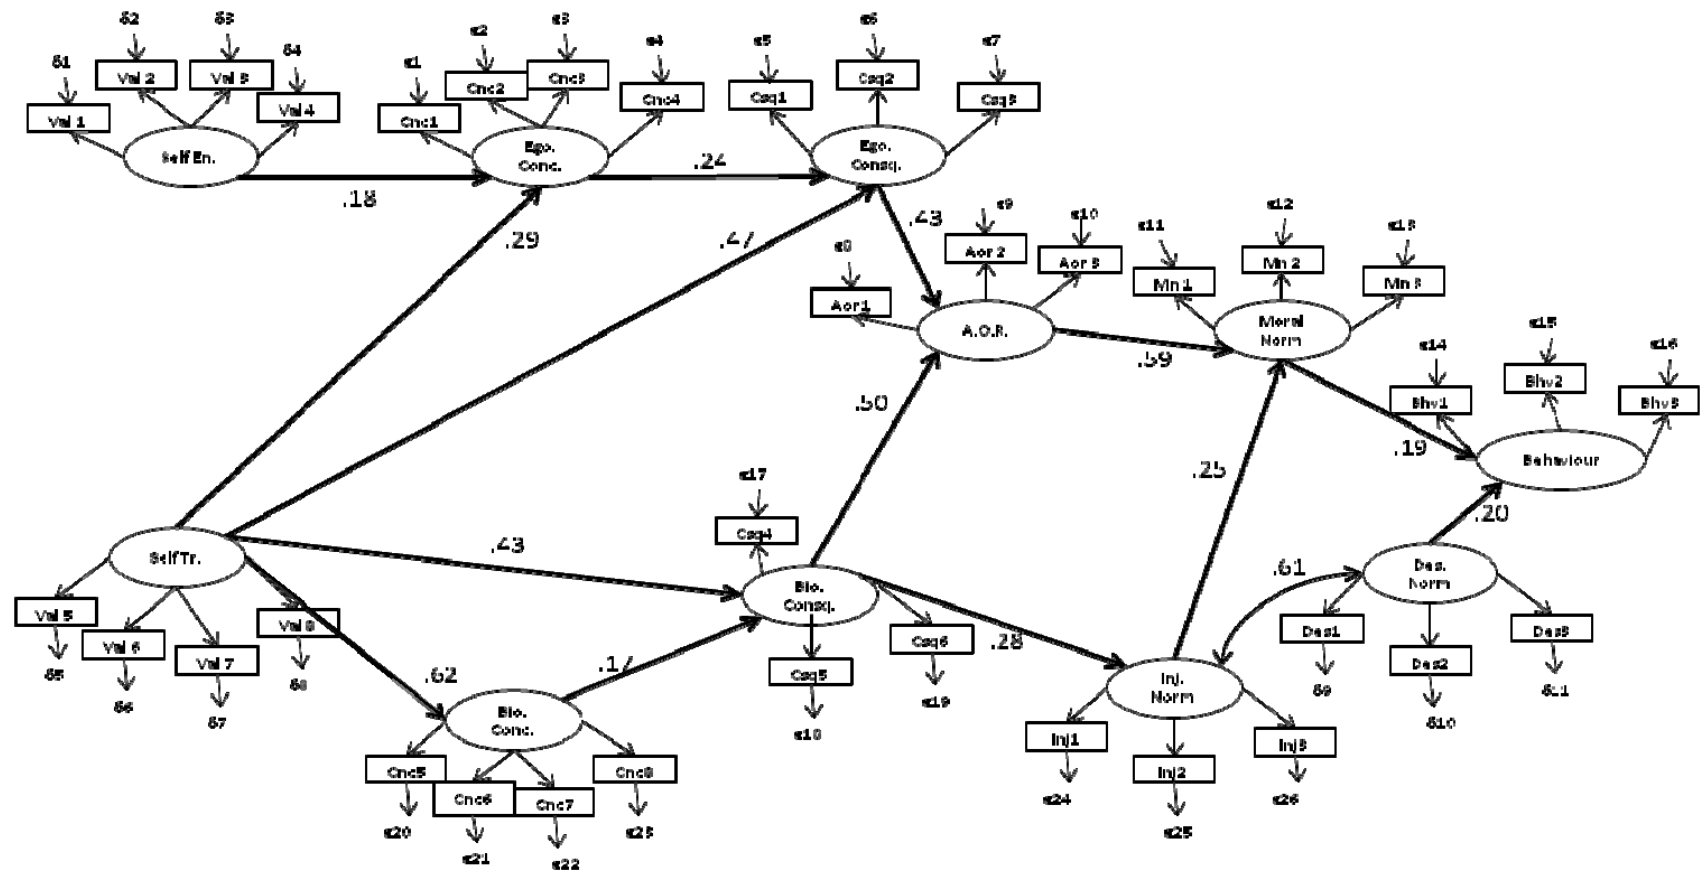 δ1
δ2
δ3
δ4
Val 1
Val 2
Val 3
Val 4
Self En.
ε1
ε2
ε3
ε4
Cnc1
Cnc2
Cnc3
Cnc4
Ego.
Conc.
ε5
ε6
ε7
Csq1
Csq2
Csq3
Ego.
Consq.
.18
.24
.29
.47
.43
ε8
ε9
ε10
Aor 1
Aor 2
Aor 3
A.O.R.
ε11
ε12
ε13
Mn 1
Mn 2
Mn 3
Moral
Norm
.59
.50
.25
.19
ε14
ε15
ε16
Bhv1
Bhv2
Bhv3
Behaviour
.20
Self Tr.
Val 5
Val 6
Val 7
Val 8
δ5
δ6
δ7
δ8
.43
.62
.17
ε17
Csq4
Bio.
Consq.
Csq5
Csq6
ε18
ε19
.28
Bio.
Conc.
Cnc5
Cnc6
Cnc7
Cnc8
ε20
ε21
ε22
ε23
Inj.
Norm
Inj1
Inj2
Inj3
ε24
ε25
ε26
.61
Des.
Norm
Des1
Des2
Des3
δ9
δ10
δ11